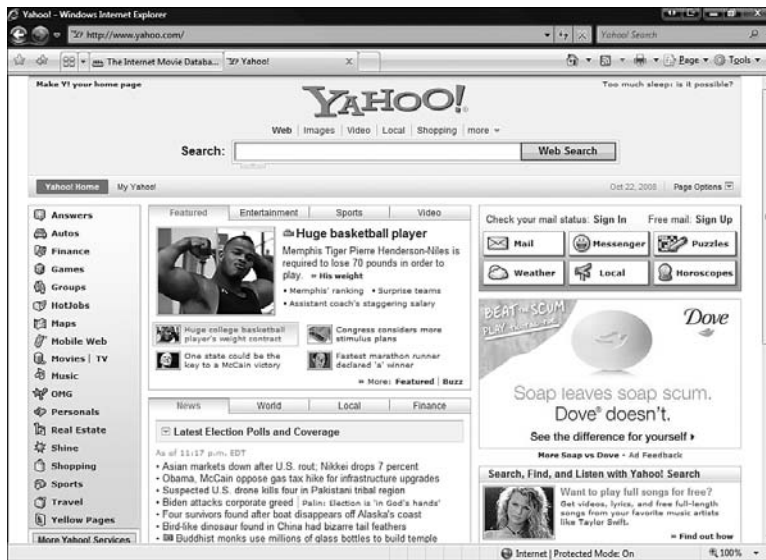 Yahoo! - Windows Internet Explorer
http://www.yahoo.com/
Yahoo! Search
The Internet Movie Databa...
Yahoo!
Page
Tools
Make Y! your home page
Too much sleep: is it possible?
YAHOO!
Web | Images | Video | Local | Shopping | more
Search:
Web Search
Yahoo! Home
My Yahoo!
Oct 22, 2008
Page Options
Answers
Autos
Finance
Games
Groups
HotJobs
Maps
Mobile Web
Movies | TV
Music
OMG
Personals
Real Estate
Shine
Shopping
Sports
Travel
Yellow Pages
More Yahoo! Services
Featured
Entertainment
Sports
Video
Huge basketball player
Memphis Tiger Pierre Henderson-Niles is
required to lose 70 pounds in order to
play. » His weight
• Memphis' ranking • Surprise teams
• Assistant coach's staggering salary
Huge college basketball
player's weight contract
Congress considers more
stimulus plans
One state could be the
key to a McCain victory
Fastest marathon runner
declared 'a' winner
» More: Featured | Buzz
News
World
Local
Finance
Latest Election Polls and Coverage
As of 11:17 p.m. EDT
• Asian markets down after U.S. rout; Nikkei drops 7 percent
• Obama, McCain oppose gas tax hike for infrastructure upgrades
• Suspected U.S. drone kills four in Pakistani tribal region
• Biden attacks corporate greed | Palin: Election is 'in God's hands'
• Four survivors found after boat disappears off Alaska's coast
• Bird-like dinosaur found in China had bizarre tail feathers
• Buddhist monks use millions of glass bottles to build temple
Check your mail status: Sign In
Free mail: Sign Up
Mail
Messenger
Puzzles
Weather
Local
Horoscopes
BEAT THE SCUM
Dove
Soap leaves soap scum.
Dove® doesn't.
See the difference for yourself
More Soap vs Dove - Ad Feedback
Search, Find, and Listen with Yahoo! Search
Want to play full songs for free?
Get videos, lyrics, and free full-length
songs from your favorite music artists
like Taylor Swift.
» Find out how
Internet | Protected Mode: On
100%